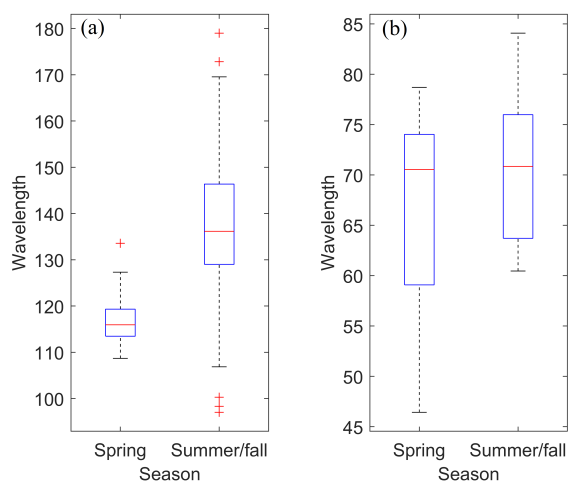 (a)
180
170
160
150
140
130
120
110
100
Wavelength
Spring Summer/fall
Season
(b)
85
80
75
70
65
60
55
50
45
Wavelength
Spring Summer/fall
Season